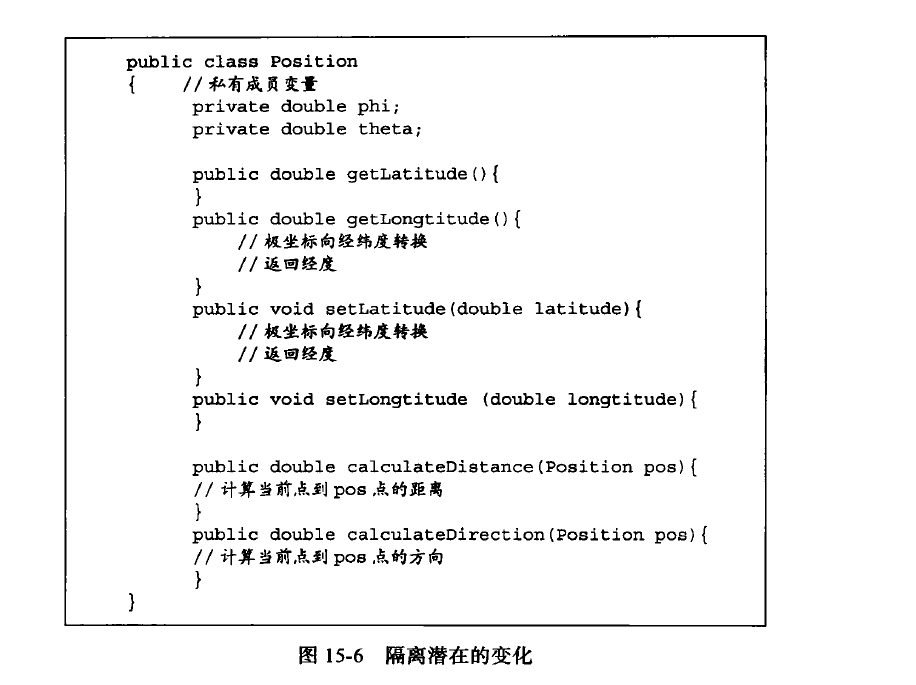 public class Position
{ //私有成员变量
private double phi;
private double theta;
public double getLatitude(){
}
public double getLongtitude(){
//极坐标向经纬度转换
//返回经度
}
public void setLatitude(double latitude){
//极坐标向经纬度转换
//返回经度
}
public void setLongtitude (double longtitude){
}
public double calculateDistance(Position pos){
//计算当前点到pos点的距离
}
public double calculateDirection(Position pos){
//计算当前点到pos点的方向
}
}
图 15-6 隔离潜在的变化